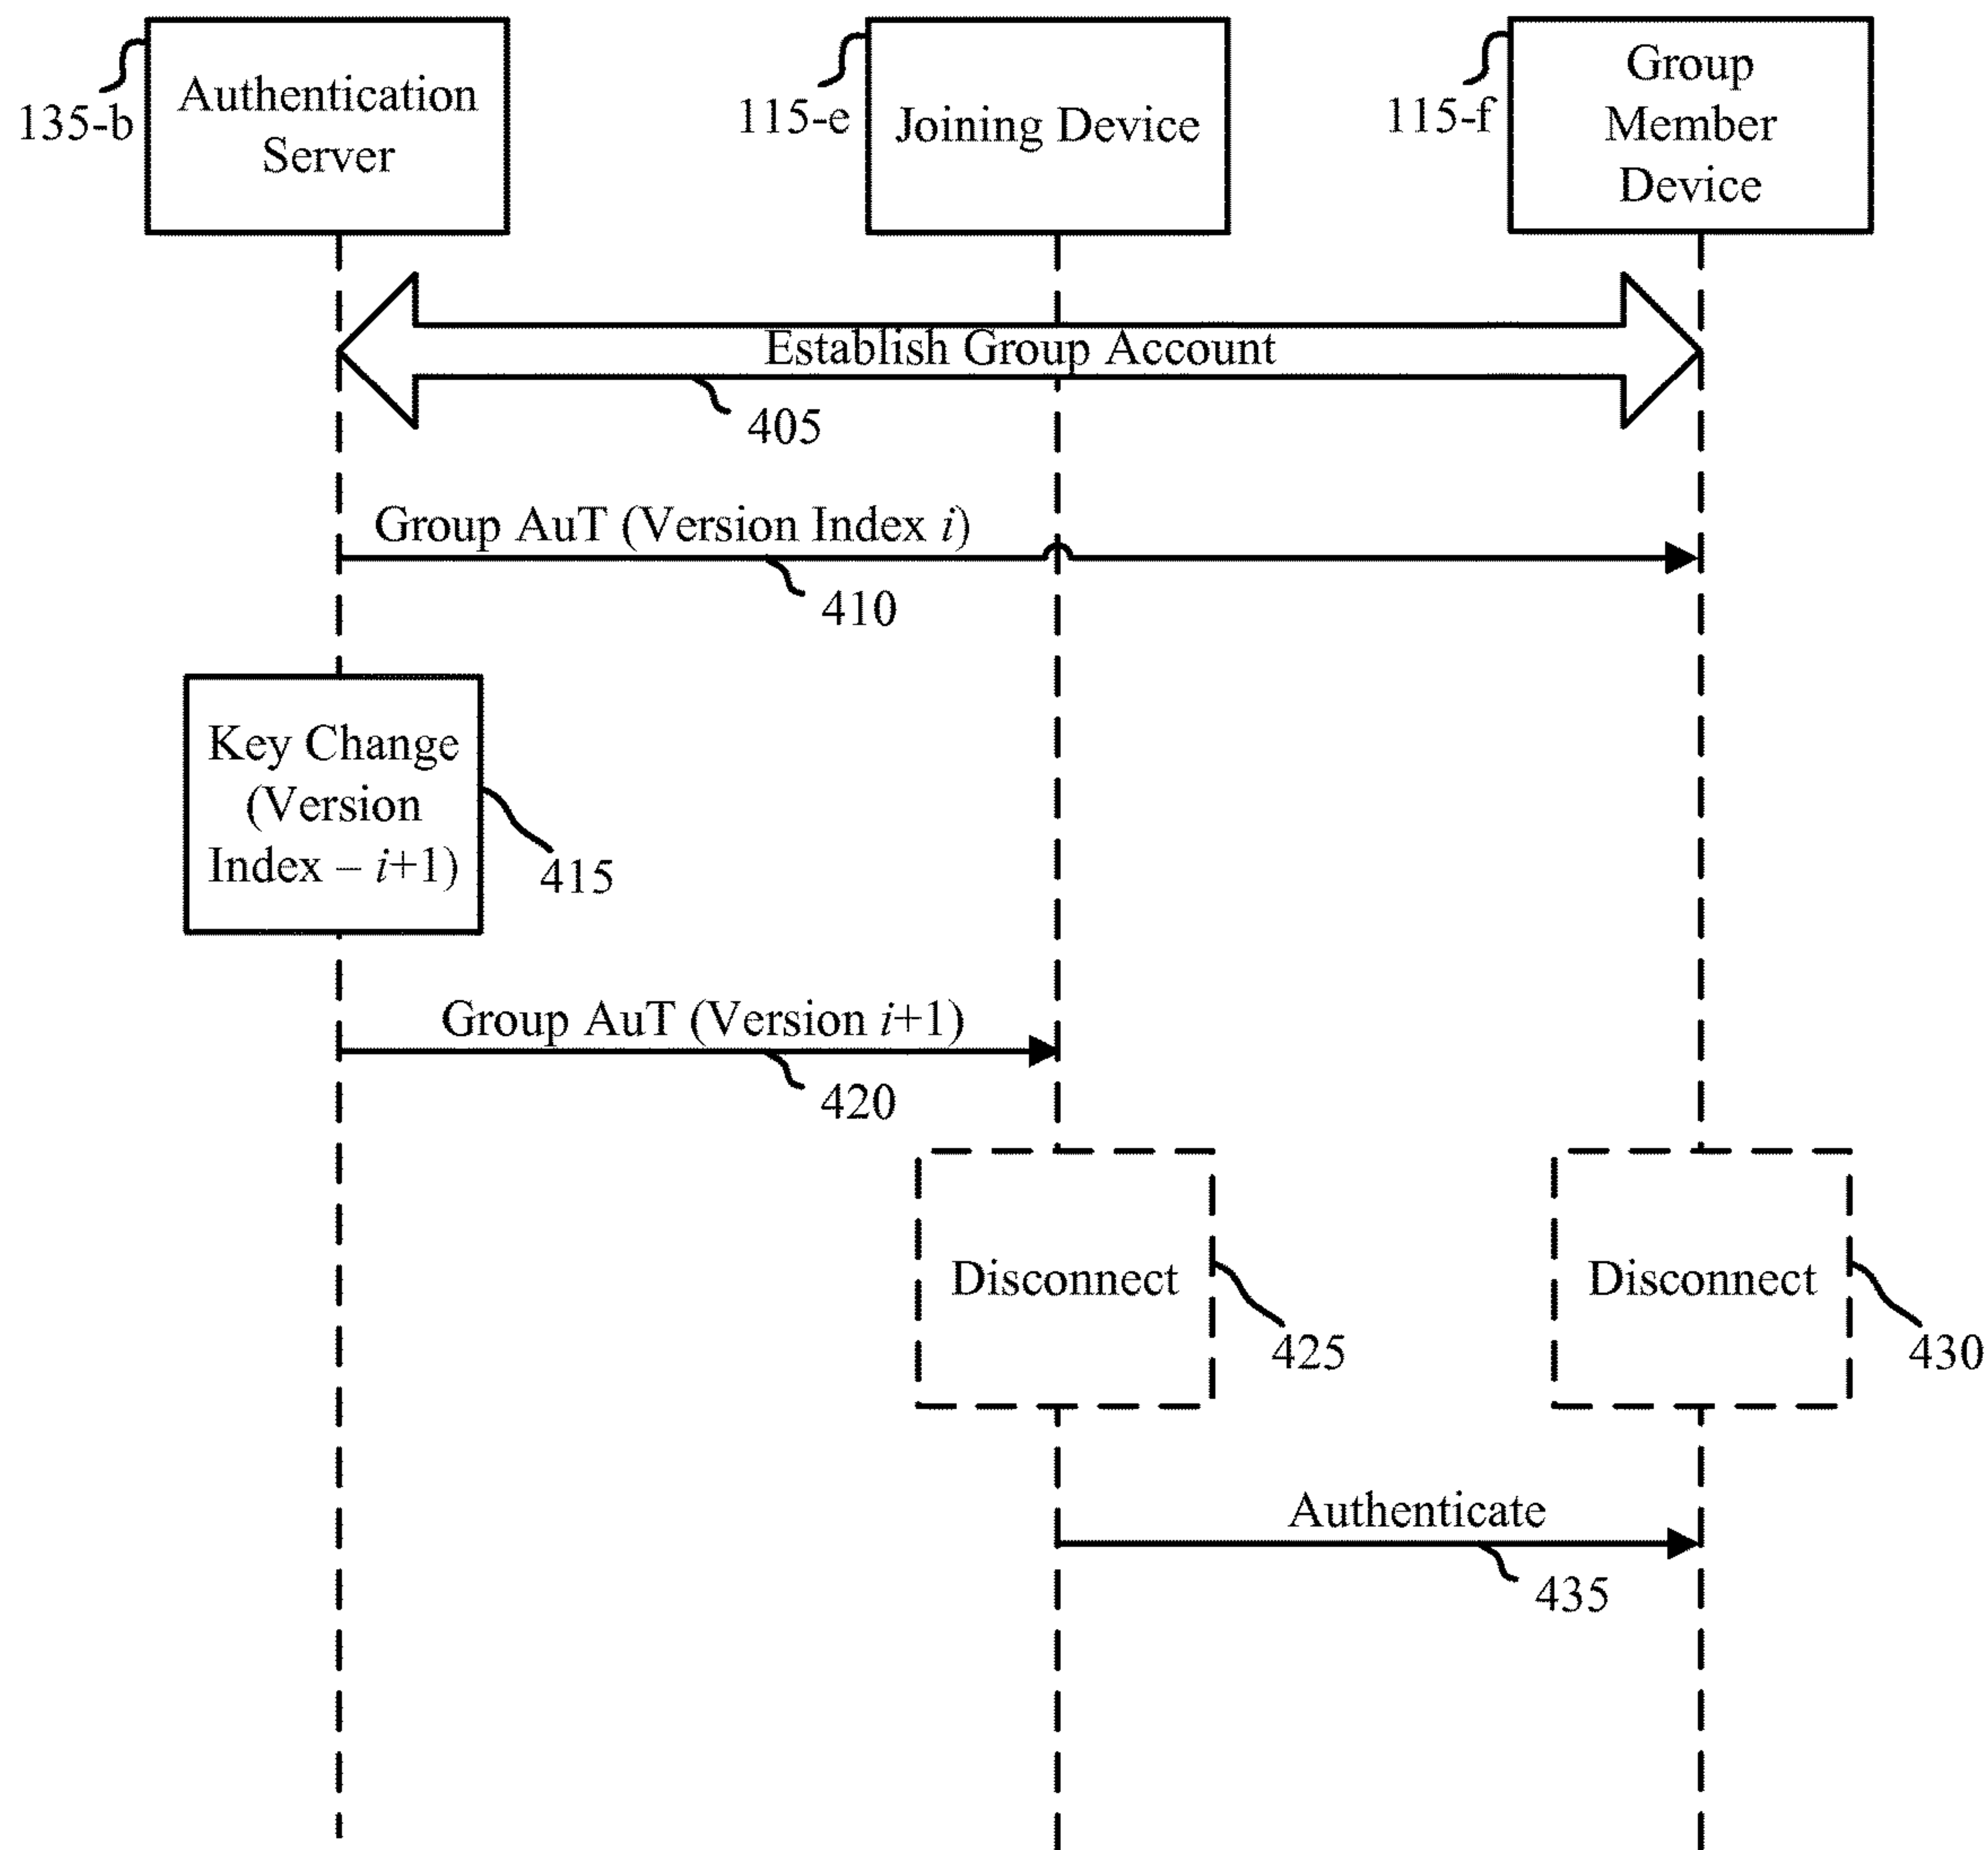 Authentication
Server
135-b
Joining Device
115-e
Group
Member
Device
115-f
Establish Group Account
405
Group AuT (Version Index i)
410
Key Change
(Version
Index – i+1)
415
Group AuT (Version i+1)
420
Disconnect
425
Disconnect
430
Authenticate
435